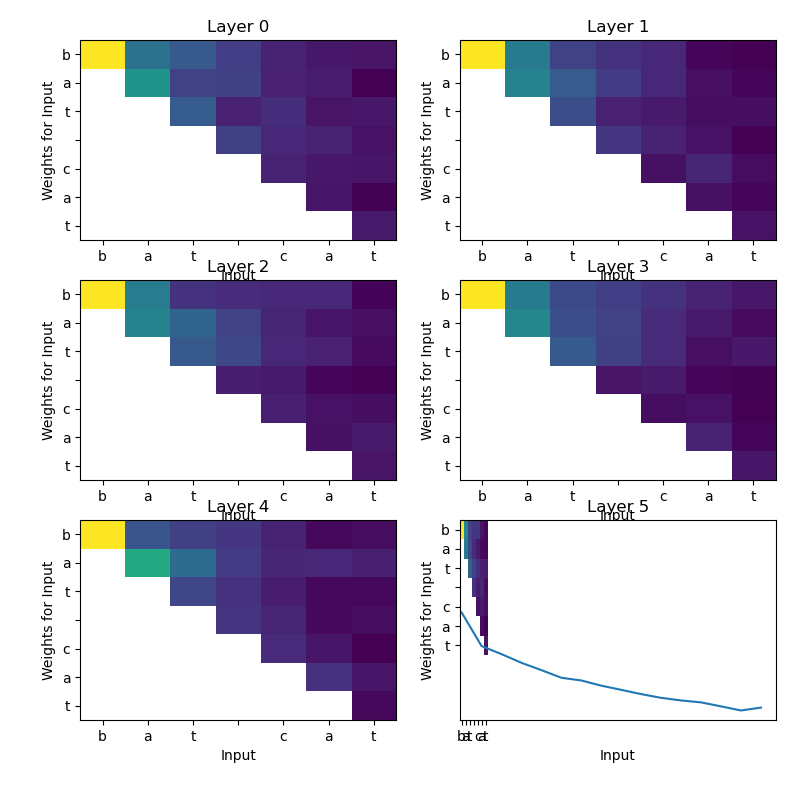 Layer 0
Layer 1
Weights for Input
b
a
t
c
a
t
b a t c a t
Input
Weights for Input
b
a
t
c
a
t
b a t c a t
Input
Layer 2
Layer 3
Weights for Input
b
a
t
c
a
t
b a t c a t
Input
Weights for Input
b
a
t
c
a
t
b a t c a t
Input
Layer 4
Layer 5
Weights for Input
b
a
t
c
a
t
b a t c a t
Input
Weights for Input
b
a
t
c
a
t
b a t c a t
Input